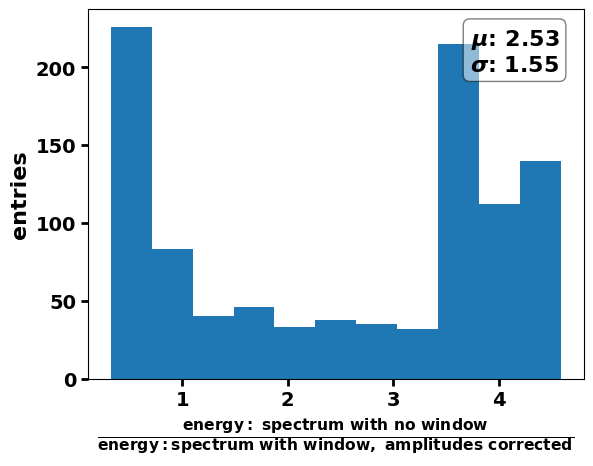 μ: 2.53
σ: 1.55
200
150
100
50
0
entries
1 2 3 4
energy: spectrum with no window
energy:spectrum with window, amplitudes corrected